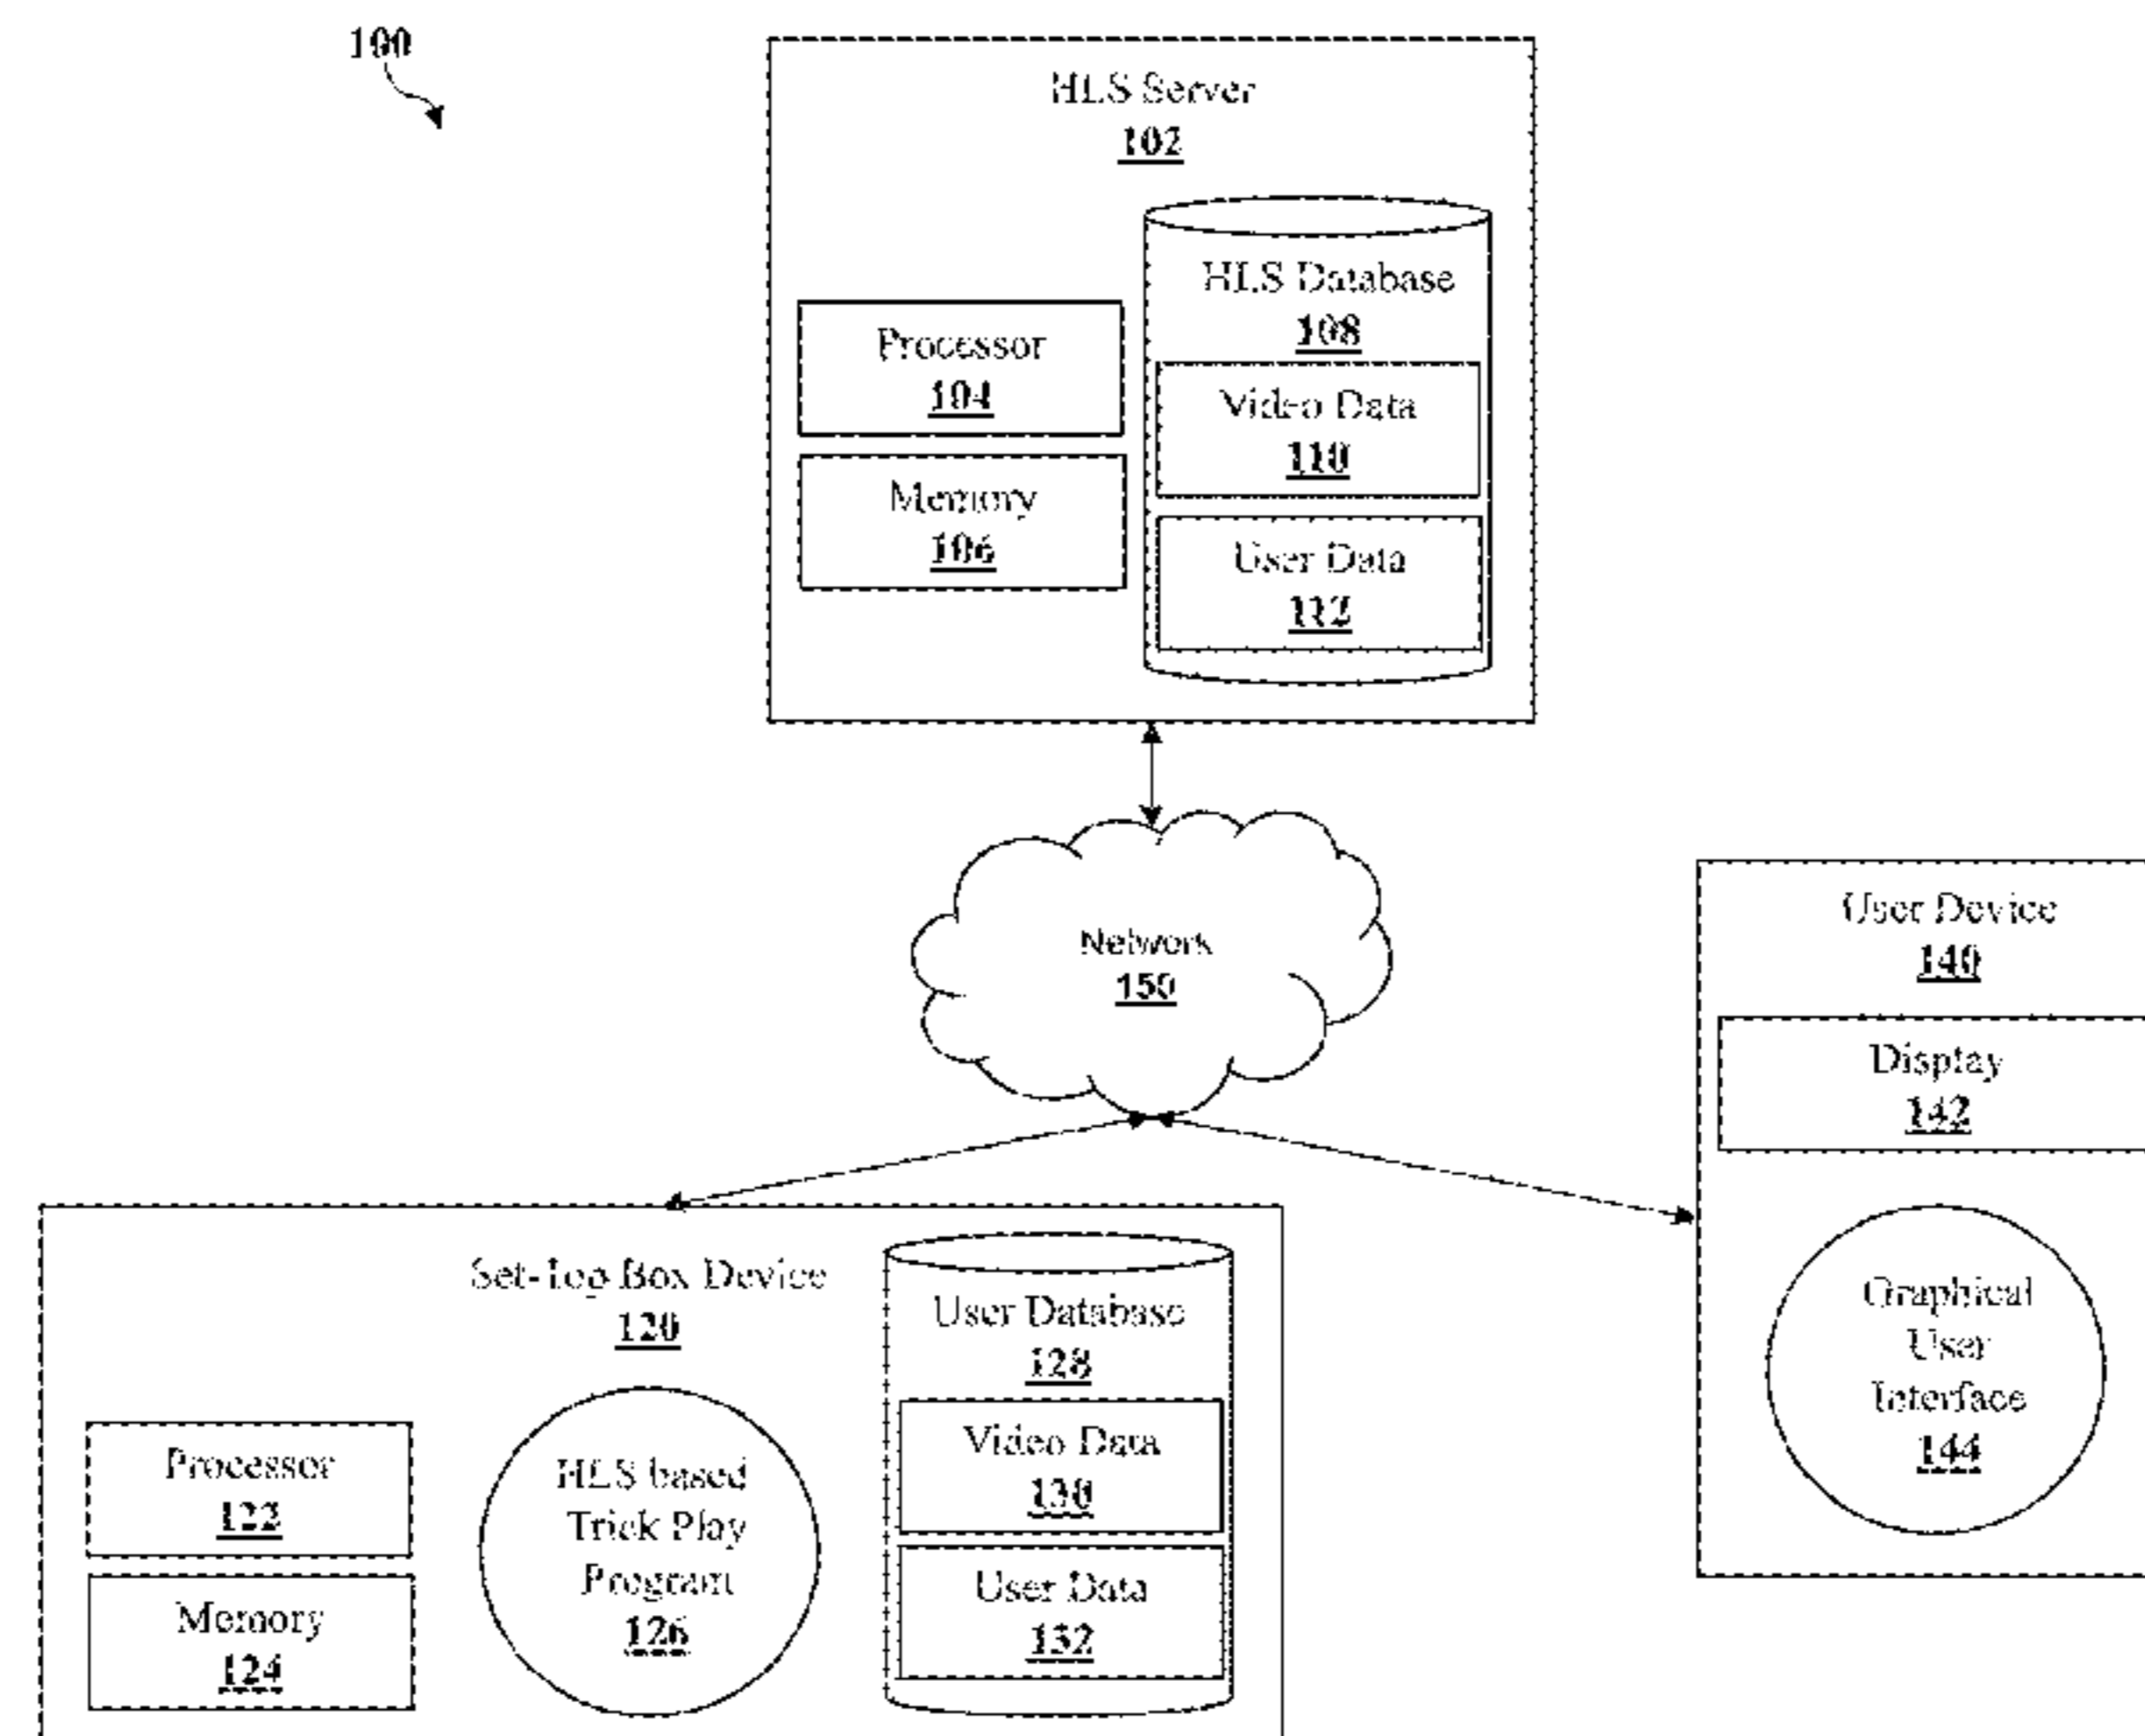 100
HLS Server
102
HLS Database
108
Processor
104
Video Data
110
Memory
106
User Data
112
Network
150
User Device
140
Display
142
Graphical
User
Interface
144
Set-Top Box Device
120
User Database
128
Processor
122
HLS based
Trick Play
Program
126
Video Data
130
Memory
124
User Data
132